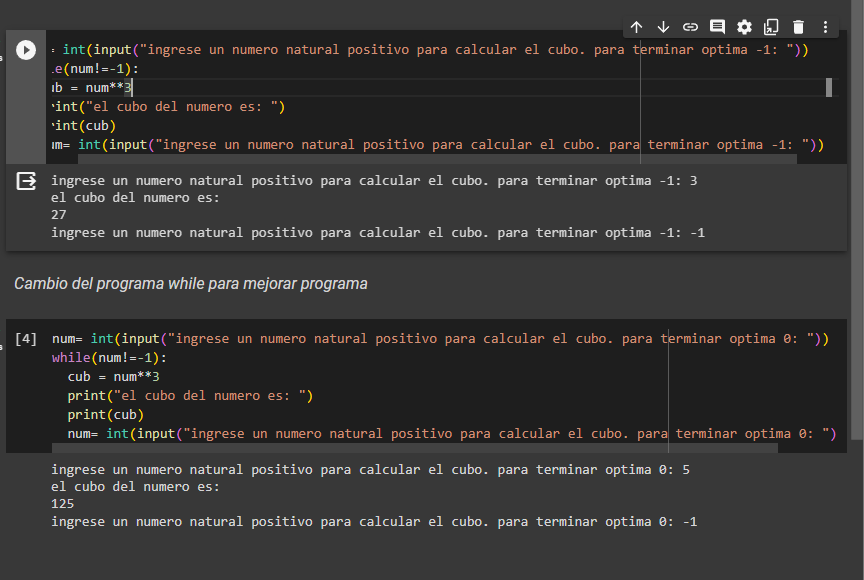 = int(input("ingrese un numero natural positivo para calcular el cubo. para terminar optima -1: "))
le(num!=-1):
ub = num**3
rint("el cubo del numero es: ")
rint(cub)
um= int(input("ingrese un numero natural positivo para calcular el cubo. para terminar optima -1: "))
ingrese un numero natural positivo para calcular el cubo. para terminar optima -1: 3
el cubo del numero es:
27
ingrese un numero natural positivo para calcular el cubo. para terminar optima -1: -1
Cambio del programa while para mejorar programa
[4] num= int(input("ingrese un numero natural positivo para calcular el cubo. para terminar optima 0: "))
while(num!=-1):
cub = num**3
print("el cubo del numero es: ")
print(cub)
num= int(input("ingrese un numero natural positivo para calcular el cubo. para terminar optima 0: ")
ingrese un numero natural positivo para calcular el cubo. para terminar optima 0: 5
el cubo del numero es:
125
ingrese un numero natural positivo para calcular el cubo. para terminar optima 0: -1